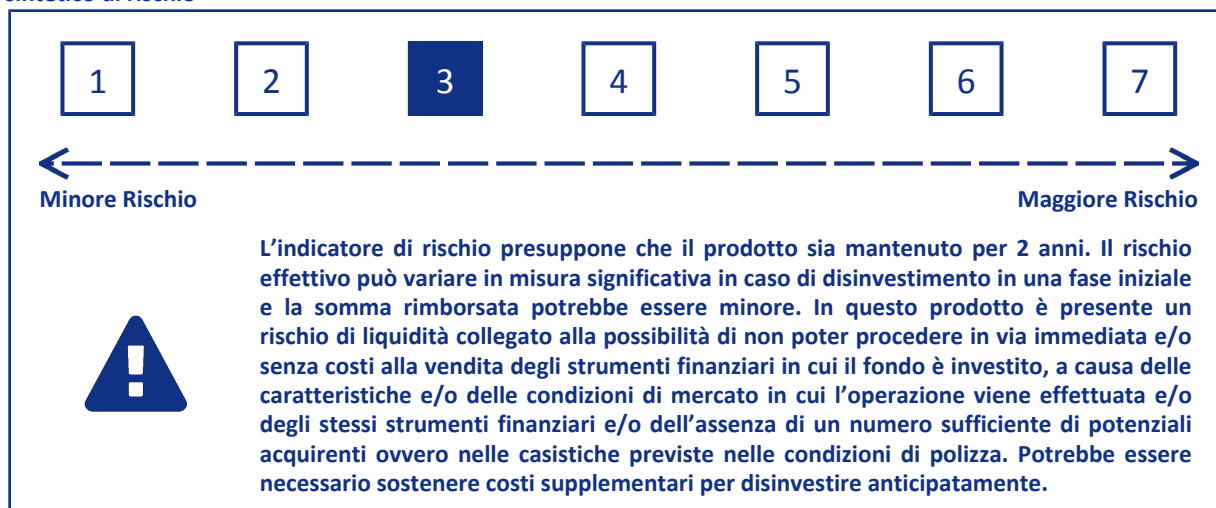 sintetico di rischio
1 2 3 4 5 6 7
Minore Rischio Maggiore Rischio
L’indicatore di rischio presuppone che il prodotto sia mantenuto per 2 anni. Il rischio
effettivo può variare in misura significativa in caso di disinvestimento in una fase iniziale
e la somma rimborsata potrebbe essere minore. In questo prodotto è presente un
rischio di liquidità collegato alla possibilità di non poter procedere in via immediata e/o
senza costi alla vendita degli strumenti finanziari in cui il fondo è investito, a causa delle
caratteristiche e/o delle condizioni di mercato in cui l’operazione viene effettuata e/o
degli stessi strumenti finanziari e/o dell’assenza di un numero sufficiente di potenziali
acquirenti ovvero nelle casistiche previste nelle condizioni di polizza. Potrebbe essere
necessario sostenere costi supplementari per disinvestire anticipatamente.